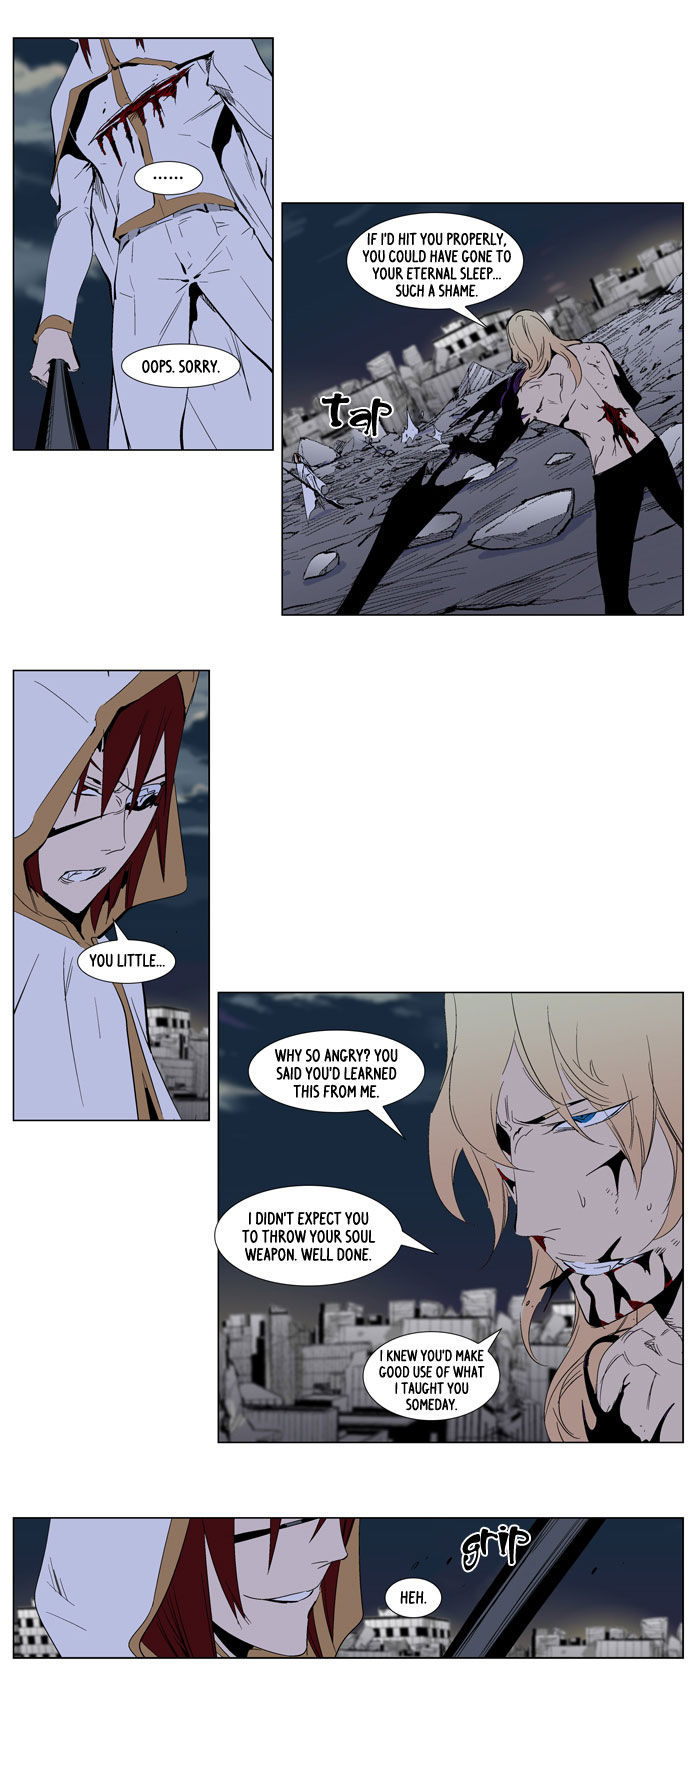 ......
OOPS. SORRY.
IF I'D HIT YOU PROPERLY,
YOU COULD HAVE GONE TO
YOUR ETERNAL SLEEP...
SUCH A SHAME.
tap
YOU LITTLE...
WHY SO ANGRY? YOU
SAID YOU'D LEARNED
THIS FROM ME.
I DIDN'T EXPECT YOU
TO THROW YOUR SOUL
WEAPON. WELL DONE.
I KNEW YOU'D MAKE
GOOD USE OF WHAT
I TAUGHT YOU
SOMEDAY.
grip
HEH.